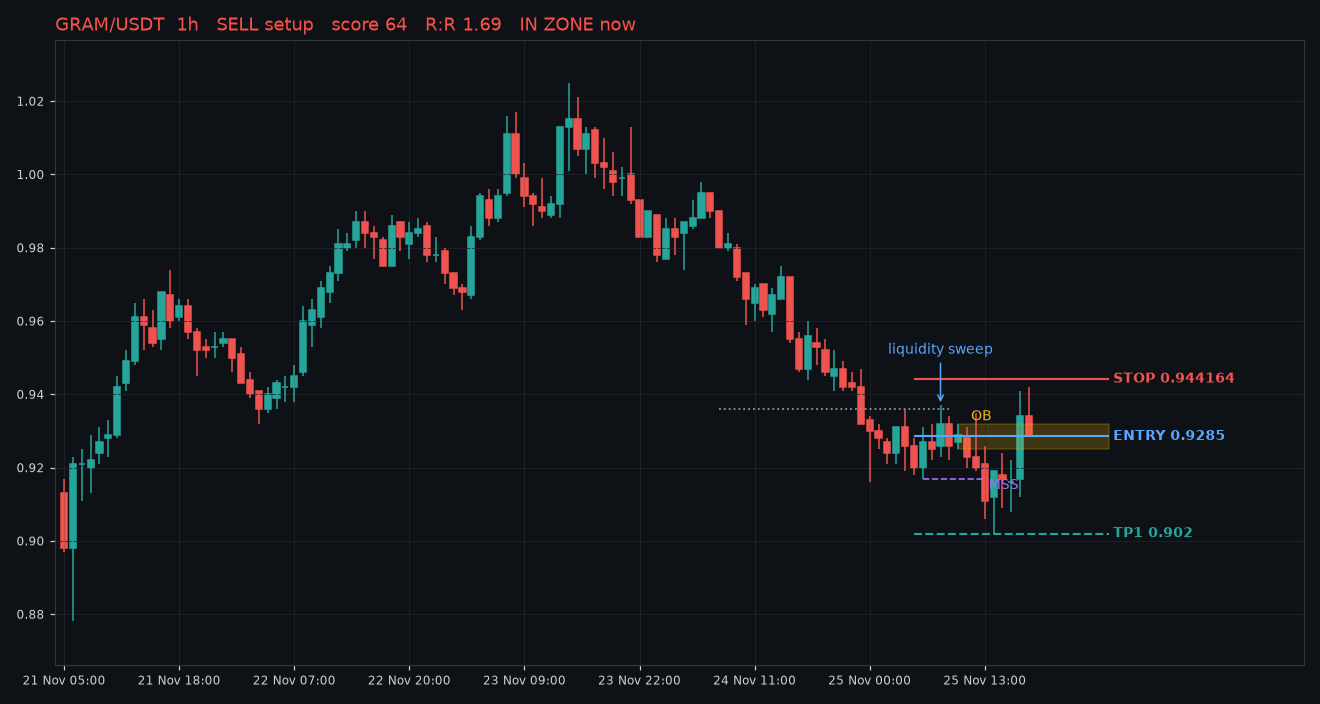 GRAM/USDT 1h SELL setup score 64 R:R 1.69 IN ZONE now
1.02
1.00
0.98
0.96
0.94
0.92
0.90
0.88
liquidity sweep
STOP 0.944164
OB
ENTRY 0.9285
MSS
TP1 0.902
21 Nov 05:00 21 Nov 18:00 22 Nov 07:00 22 Nov 20:00 23 Nov 09:00 23 Nov 22:00 24 Nov 11:00 25 Nov 00:00 25 Nov 13:00